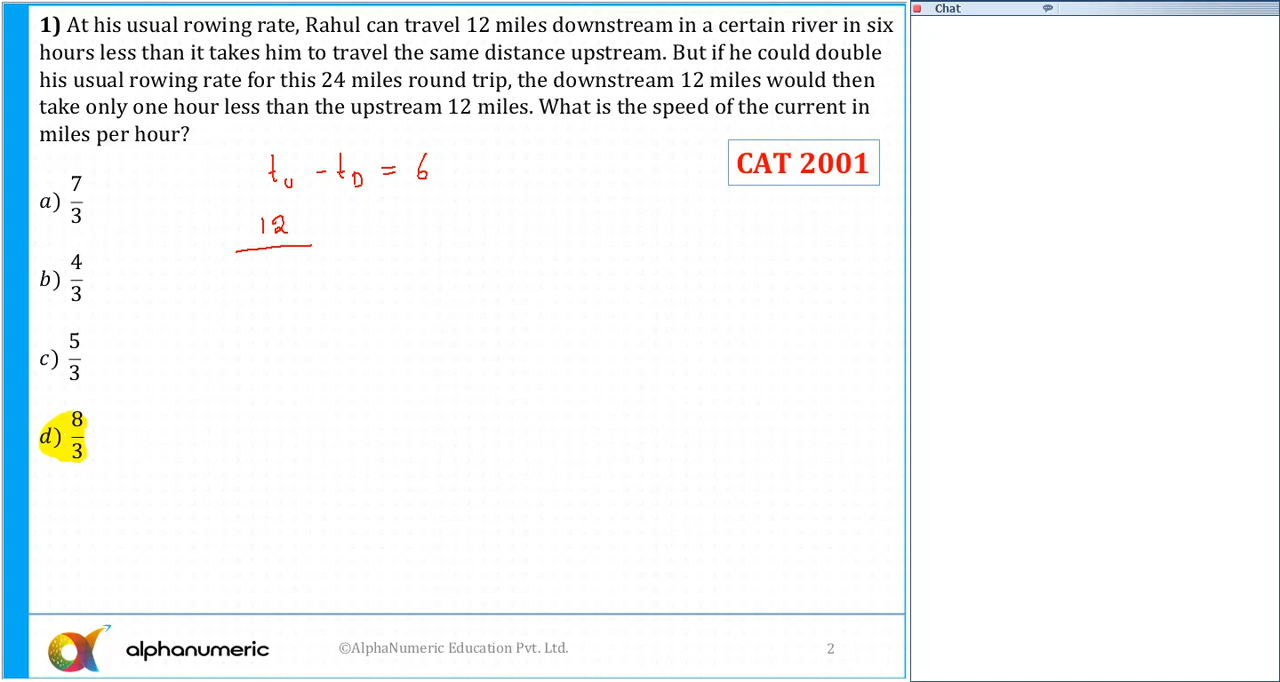 Chat
1) At his usual rowing rate, Rahul can travel 12 miles downstream in a certain river in six
hours less than it takes him to travel the same distance upstream. But if he could double
his usual rowing rate for this 24 miles round trip, the downstream 12 miles would then
take only one hour less than the upstream 12 miles. What is the speed of the current in
miles per hour?
CAT 2001
t_U - t_D = 6
12
a) 7/3
b) 4/3
c) 5/3
d) 8/3
alphanumeric
©AlphaNumeric Education Pvt. Ltd.
2